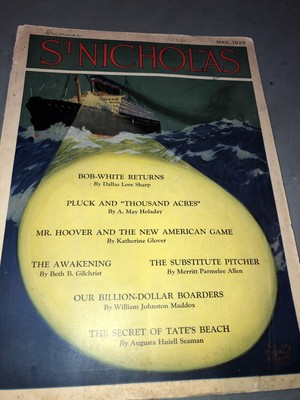 ST NICHOLAS
MAY, 1928
BOB-WHITE RETURNS
By Dallas Lore Sharp
PLUCK AND "THOUSAND ACRES"
By A. May Holaday
MR. HOOVER AND THE NEW AMERICAN GAME
By Katherine Glover
THE AWAKENING
By Beth B. Gilchrist
THE SUBSTITUTE PITCHER
By Merritt Parmelee Allen
OUR BILLION-DOLLAR BOARDERS
By William Johnston Maddox
THE SECRET OF TATE'S BEACH
By Augusta Huiell Seaman